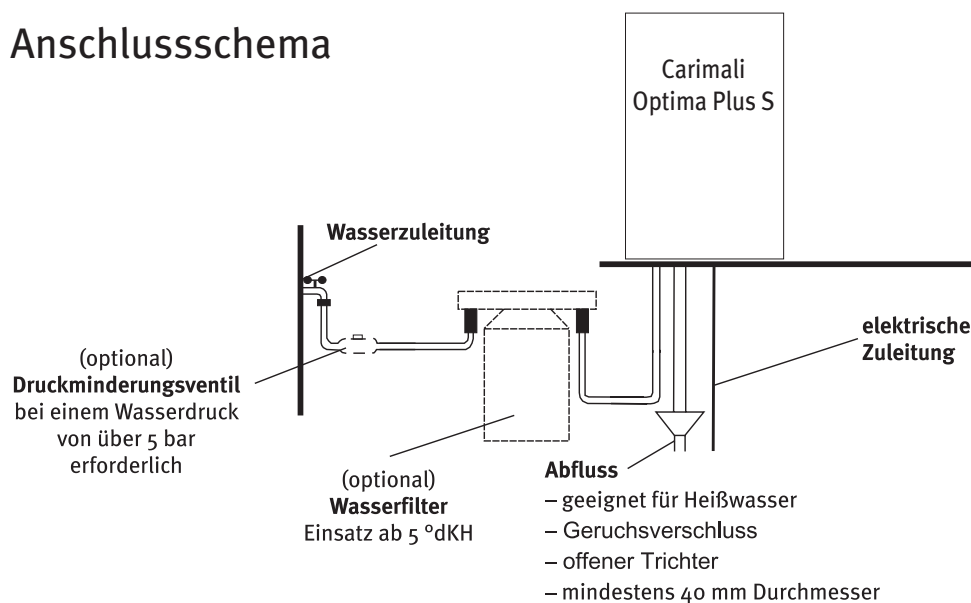 Anschlussschema
Carimali
Optima Plus S
Wasserzuleitung
elektrische
Zuleitung
(optional)
Druckminderungsventil
bei einem Wasserdruck
von über 5 bar
erforderlich
(optional)
Wasserfilter
Einsatz ab 5 °dKH
Abfluss
– geeignet für Heißwasser
– Geruchsverschluss
– offener Trichter
– mindestens 40 mm Durchmesser